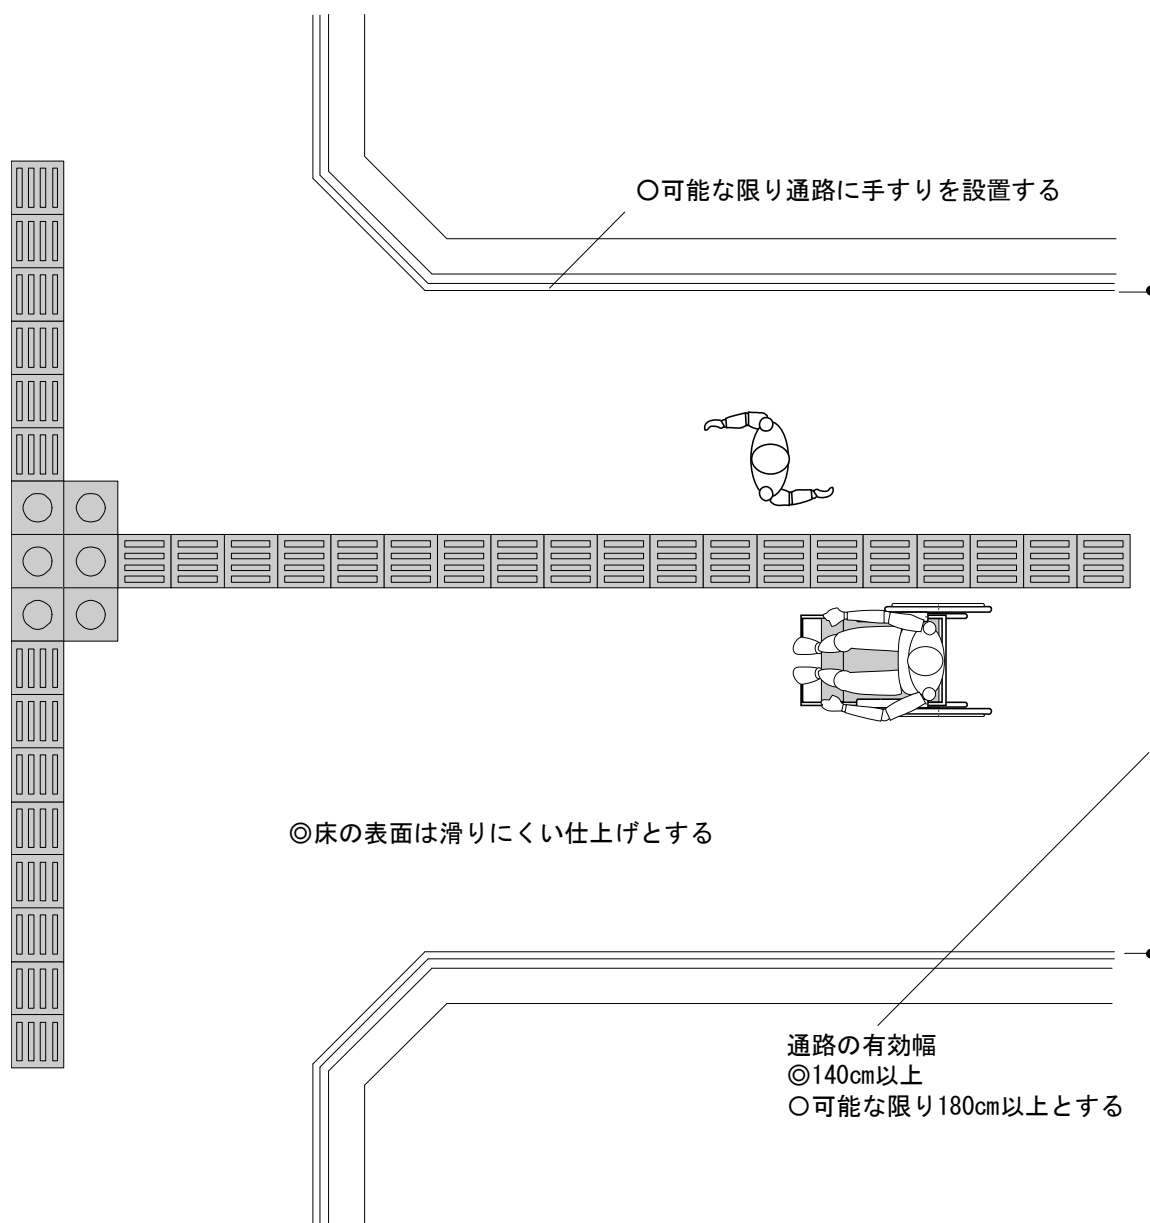 ○可能な限り通路に手すりを設置する
◎床の表面は滑りにくい仕上げとする
通路の有効幅
◎140cm以上
○可能な限り180cm以上とする